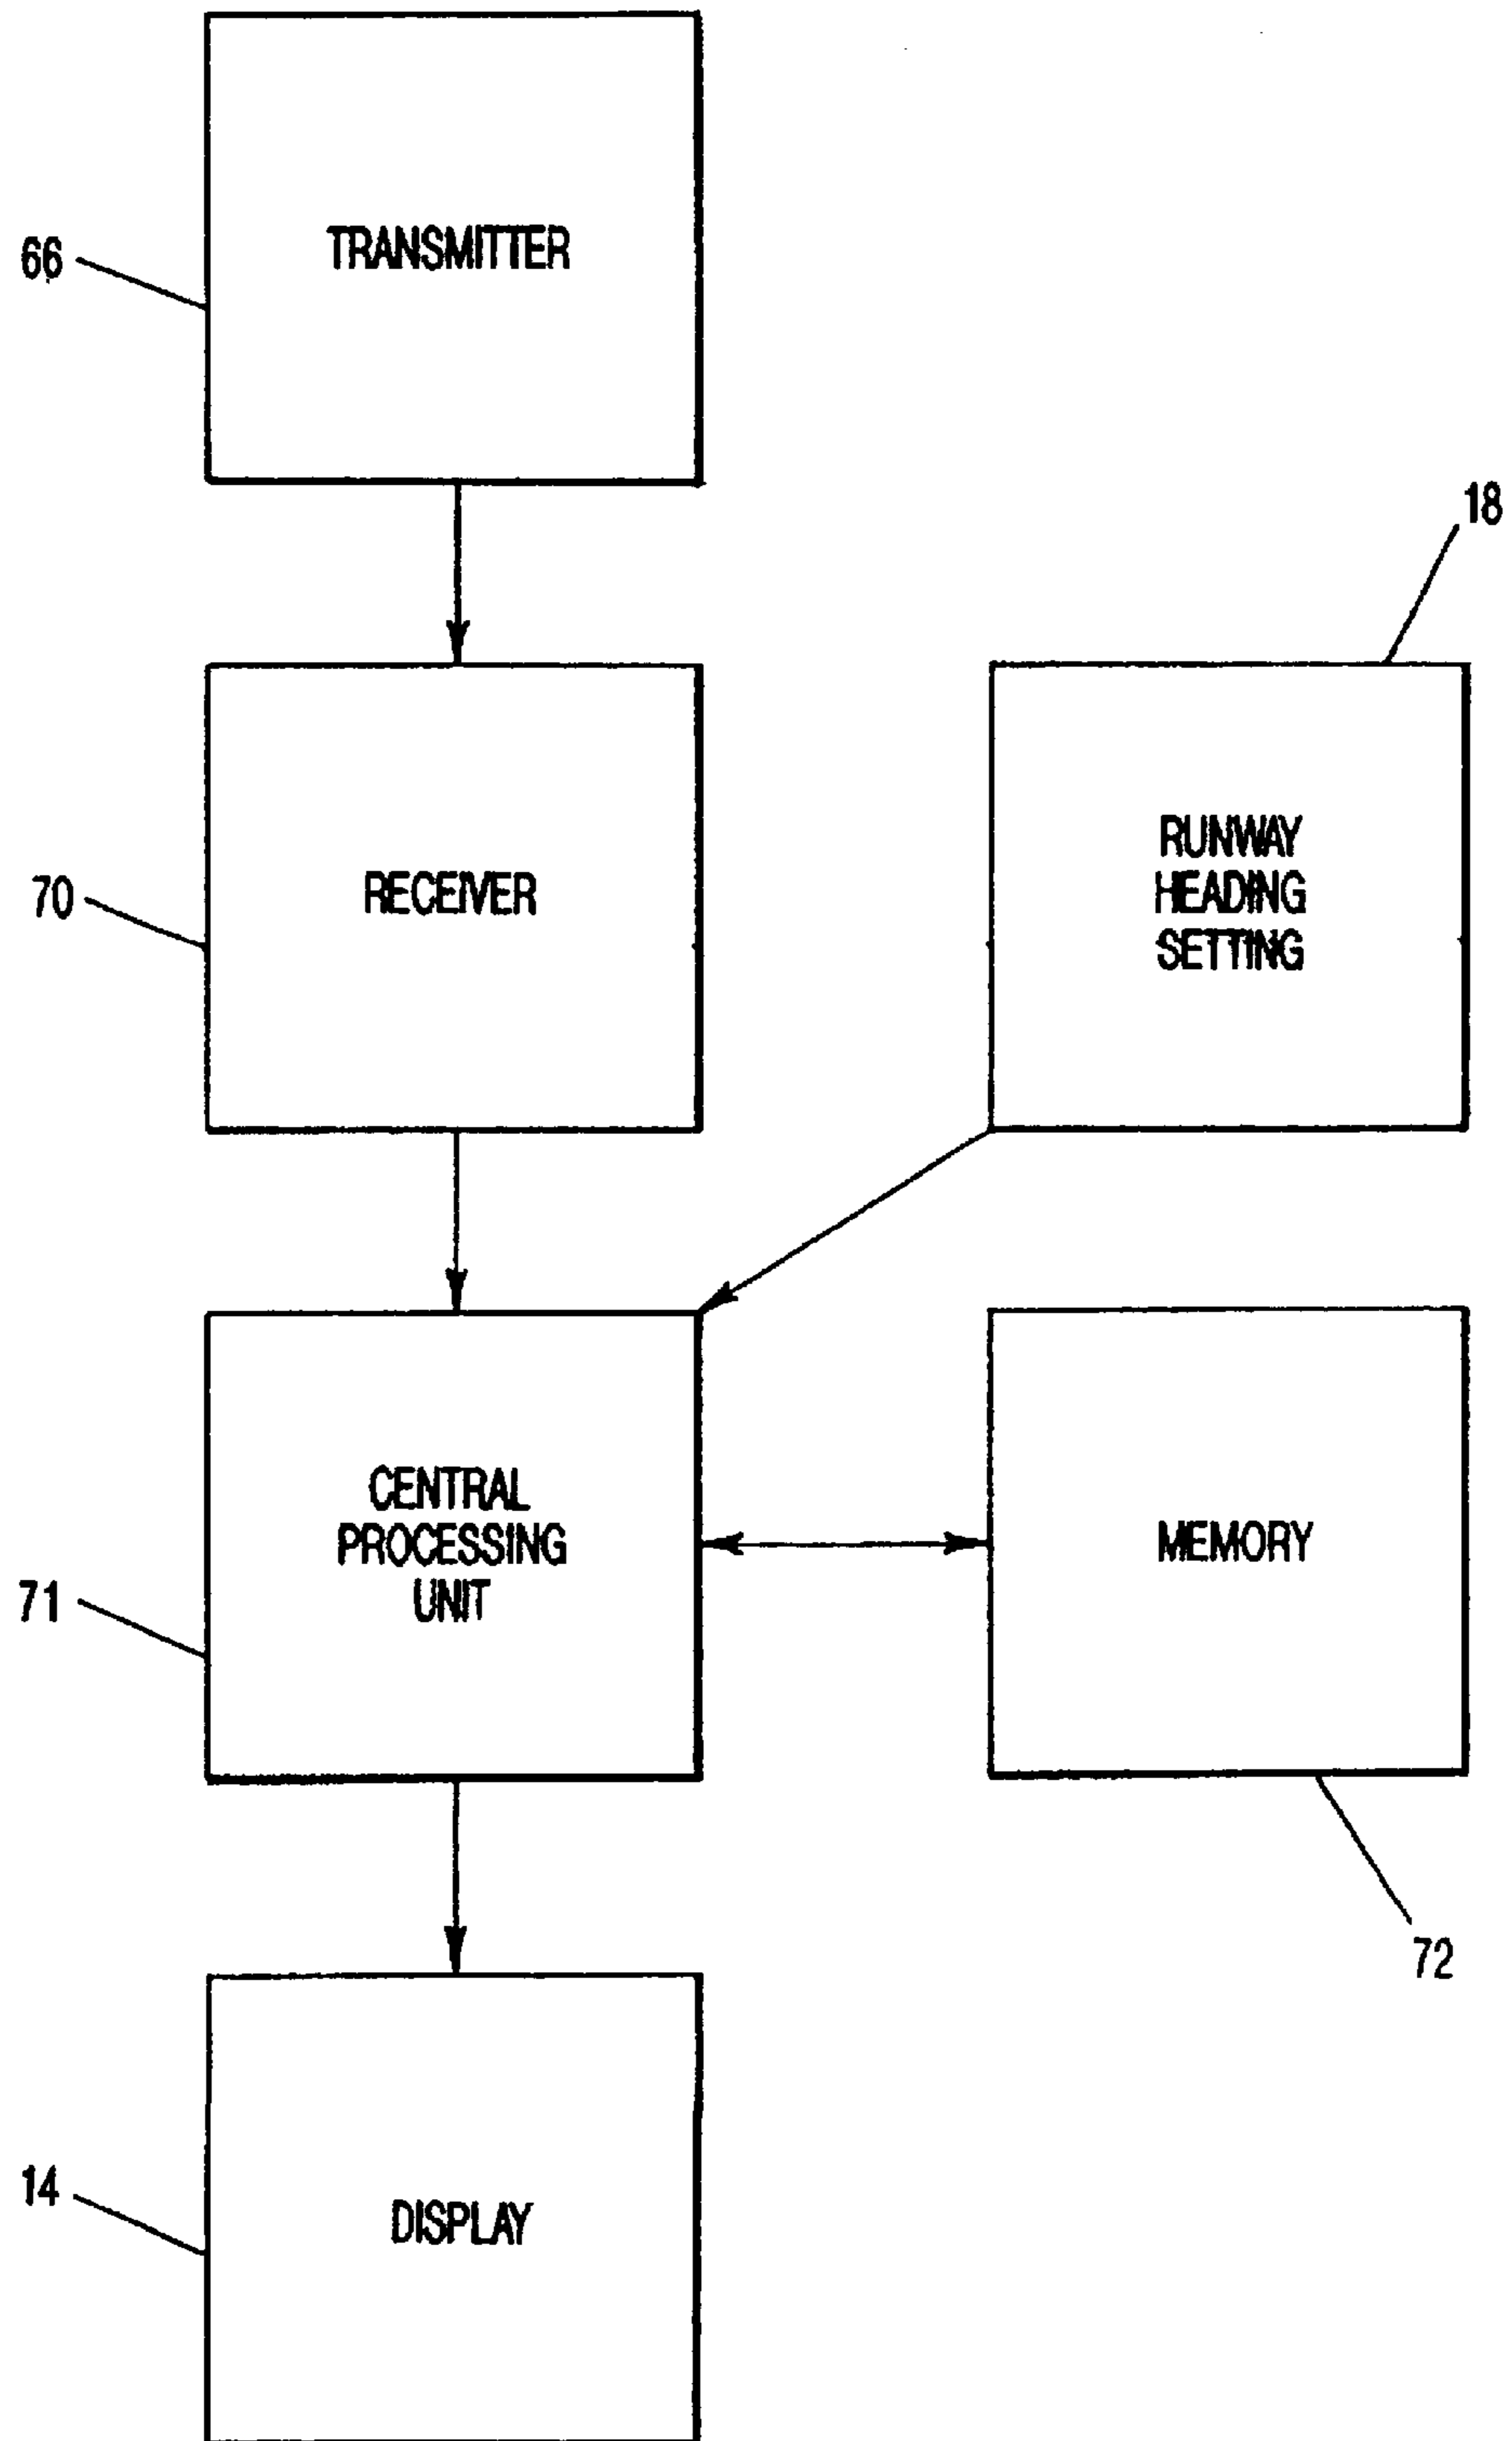 TRANSMITTER
66
18
RECEIVER
70
RUNWAY
HEADING
SETTING
CENTRAL
PROCESSING
UNIT
71
MEMORY
72
14
DISPLAY